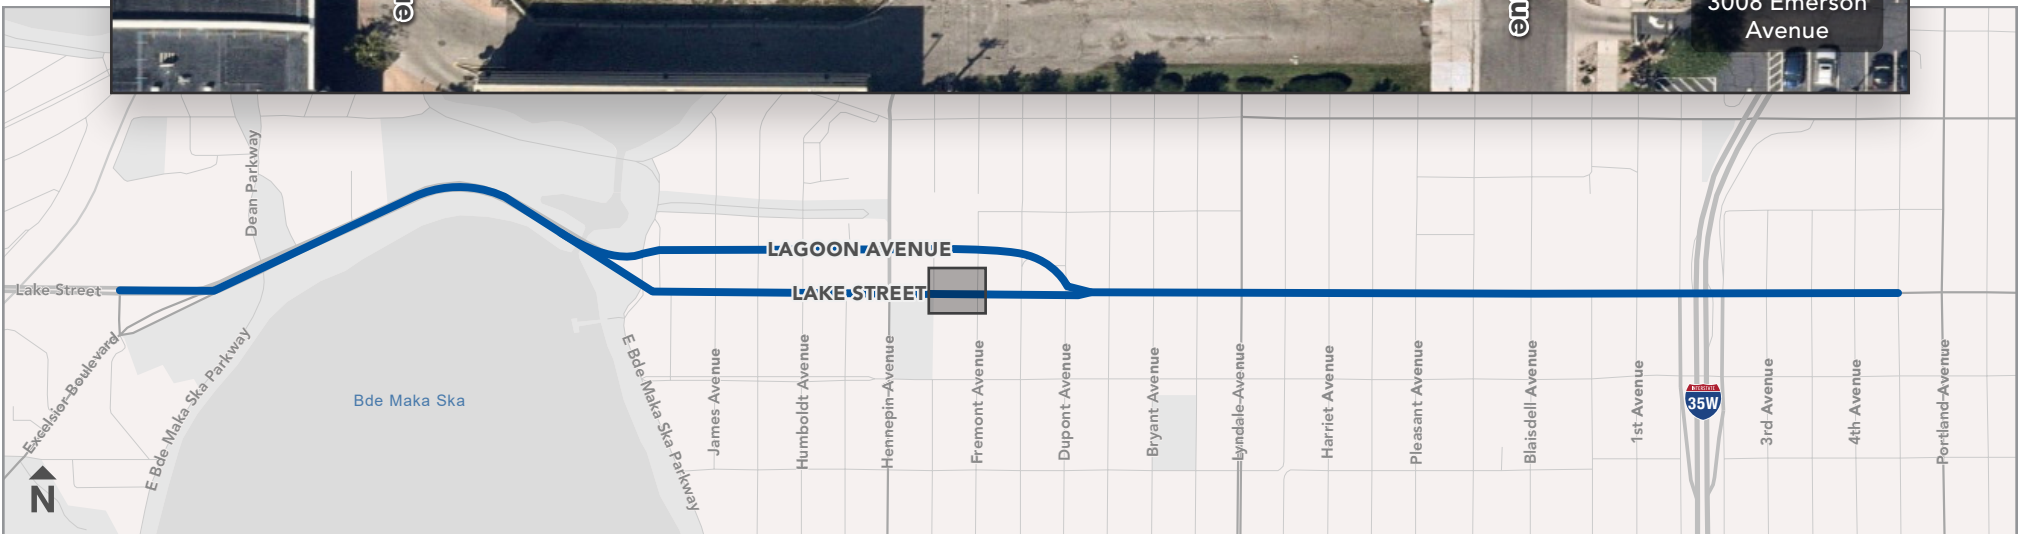 3008 Emerson
Avenue
Dean Parkway
LAGOON AVENUE
Lake Street
LAKE STREET
Excelsior Boulevard
E Bde Maka Ska Parkway
Bde Maka Ska
E Bde Maka Ska Parkway
James Avenue
Humboldt Avenue
Hennepin Avenue
Fremont Avenue
Dupont Avenue
Bryant Avenue
Lyndale Avenue
Harriet Avenue
Pleasant Avenue
Blaisdell Avenue
1st Avenue
INTERSTATE
35W
3rd Avenue
4th Avenue
Portland Avenue
N